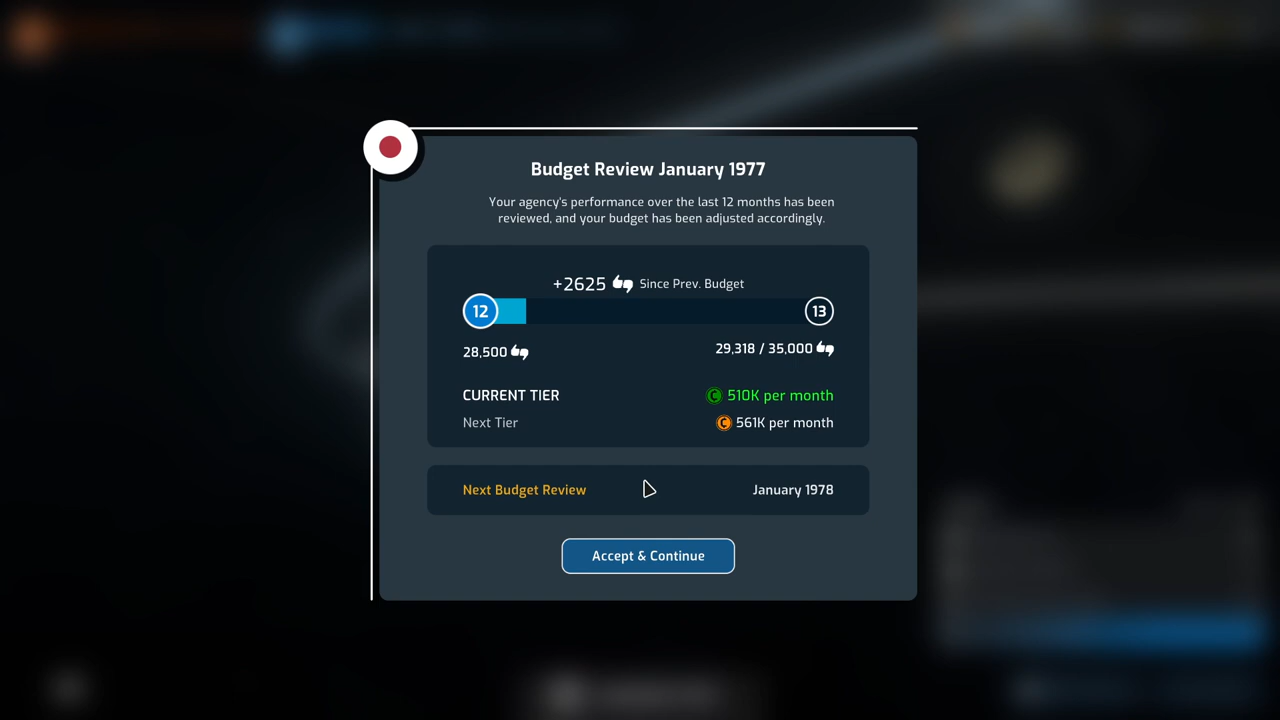 Budget Review January 1977
Your agency's performance over the last 12 months has been
reviewed, and your budget has been adjusted accordingly.
+2625 Since Prev. Budget
12 13
28,500 29,318 / 35,000
CURRENT TIER C 510K per month
Next Tier C 561K per month
Next Budget Review January 1978
Accept & Continue